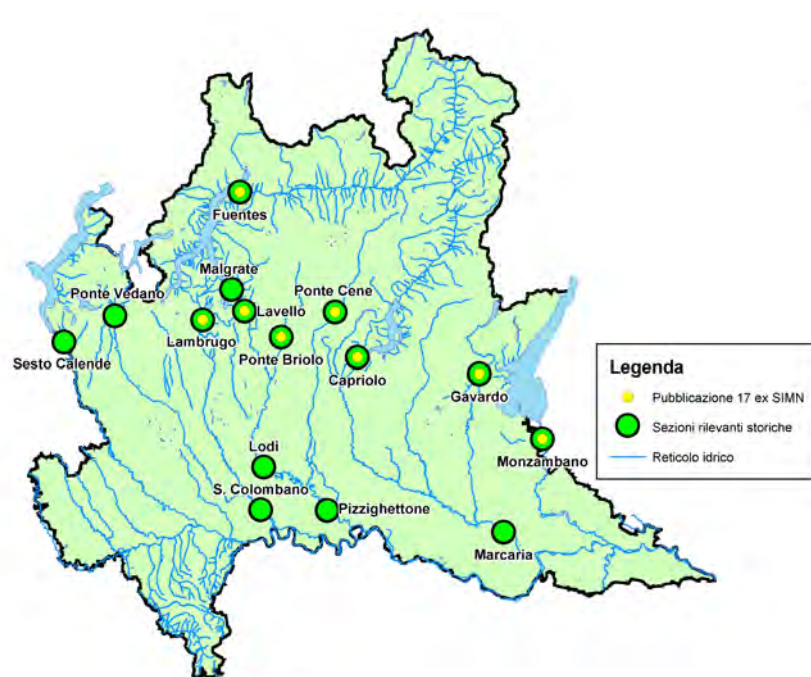 Fuentes
Malgrate
Ponte Vedano
Ponte Cene
Lavello
Lambrugo
Ponte Briolo
Sesto Calende
Capriolo
Gavardo
Monzambano
Lodi
S. Colombano
Pizzighettone
Marcaria
Legenda
Pubblicazione 17 ex SIMN
Sezioni rilevanti storiche
Reticolo idrico